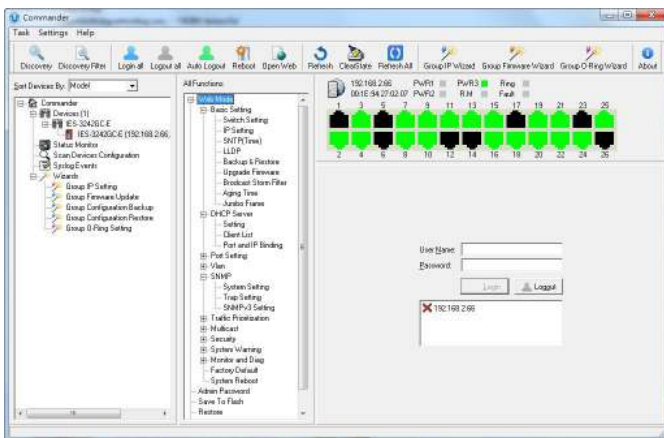 Commander
Task Settings Help
Discovery Discovery Filter Login all Logout all Auto Logout Reboot Open Web Refresh ClearState Refresh All Group IP Wizard Group Firmware Wizard Group O-Ring Wizard About
Sort Devices By: Model
Commander
Devices (1)
IES-3242GC-E
IES-3242GC-E (192.168.2.66,
Status Monitor
Scan Devices Configuration
Syslog Events
Wizards
Group IP Setting
Group Firmware Update
Group Configuration Backup
Group Configuration Restore
Group O-Ring Setting
All Functions:
Web Mode
Basic Setting
Switch Setting
IP Setting
SNTP(Time)
LLDP
Backup & Restore
Upgrade Firmware
Brodcast Storm Filter
Aging Time
Jumbo Frame
DHCP Server
Setting
Client List
Port and IP Binding
Port Setting
Vlan
SNMP
System Setting
Trap Setting
SNMPv3 Setting
Traffic Prioritization
Multicast
Security
System Warning
Monitor and Diag
Factory Default
System Reboot
Admin Password
Save To Flash
Restore
192.168.2.66 PWR1 PWR3 Ring
00:1E:94:27:02:07 PWR2 R.M Fault
1 3 5 7 9 11 13 15 17 19 21 23 25
2 4 6 8 10 12 14 16 18 20 22 24 26
User Name:
Password:
Login Loggut
192.168.2.66